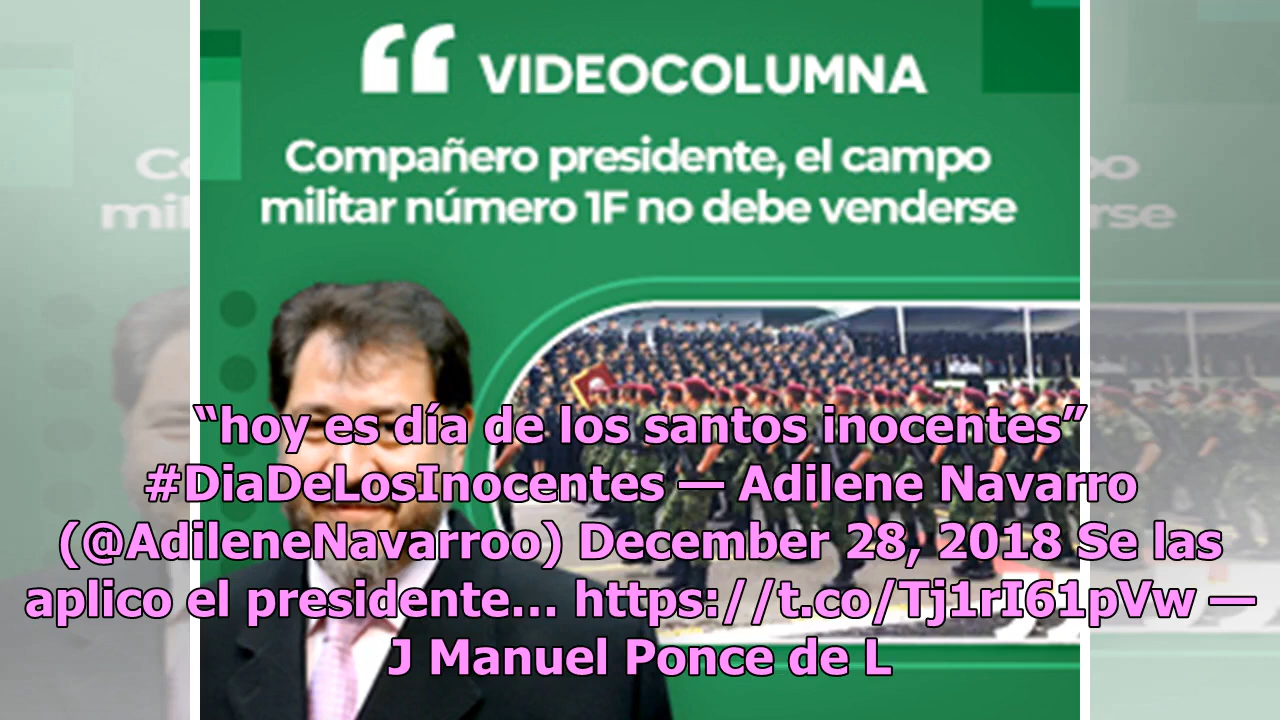 “ VIDEOCOLUMNA
Compañero presidente, el campo
militar número 1F no debe venderse
“hoy es día de los santos inocentes”
#DiaDeLosInocentes — Adilene Navarro
(@AdileneNavarroo) December 28, 2018 Se las
aplico el presidente... https://t.co/Tj1rI61pVw —
J Manuel Ponce de L